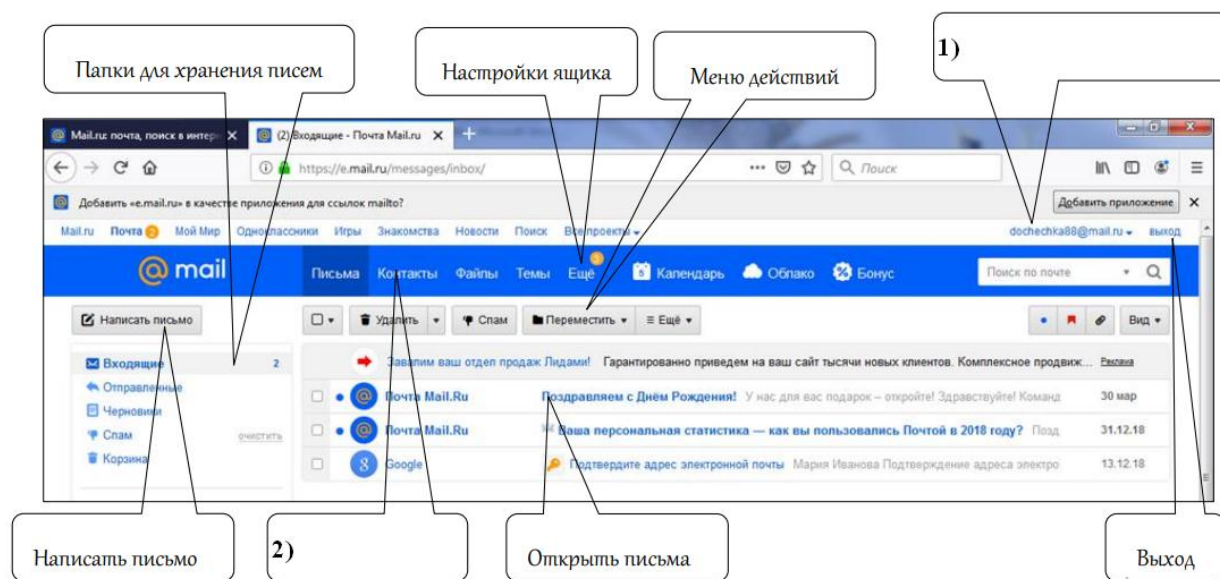 Папки для хранения писем
Настройки ящика
Меню действий
1)
Mail.ru: почта, поиск в интерн
(2) Входящие - Почта Mail.ru
https://e.mail.ru/messages/inbox/
Поиск
Добавить «e.mail.ru» в качестве приложения для ссылок mailto?
Добавить приложение
Mail.ru Почта 2 Мой Мир Одноклассники Игры Знакомства Новости Поиск Все проекты
dochechka88@mail.ru выход
@mail
Письма Контакты Файлы Темы Ещё Календарь Облако Бонус
Поиск по почте
Написать письмо
Удалить Спам Переместить Ещё Вид
Входящие 2
Завалим ваш отдел продаж Лидами! Гарантированно приведем на ваш сайт тысячи новых клиентов. Комплексное продвиж... Реклама
Отправленные
Почта Mail.Ru Поздравляем с Днём Рождения! У нас для вас подарок – откройте! Здравствуйте! Команд 30 мар
Черновики
Почта Mail.Ru Ваша персональная статистика — как вы пользовались Почтой в 2018 году? Позд 31.12.18
Спам очистить
Корзина
Google Подтвердите адрес электронной почты Мария Иванова Подтверждение адреса электро 13.12.18
Написать письмо
2)
Открыть письма
Выход